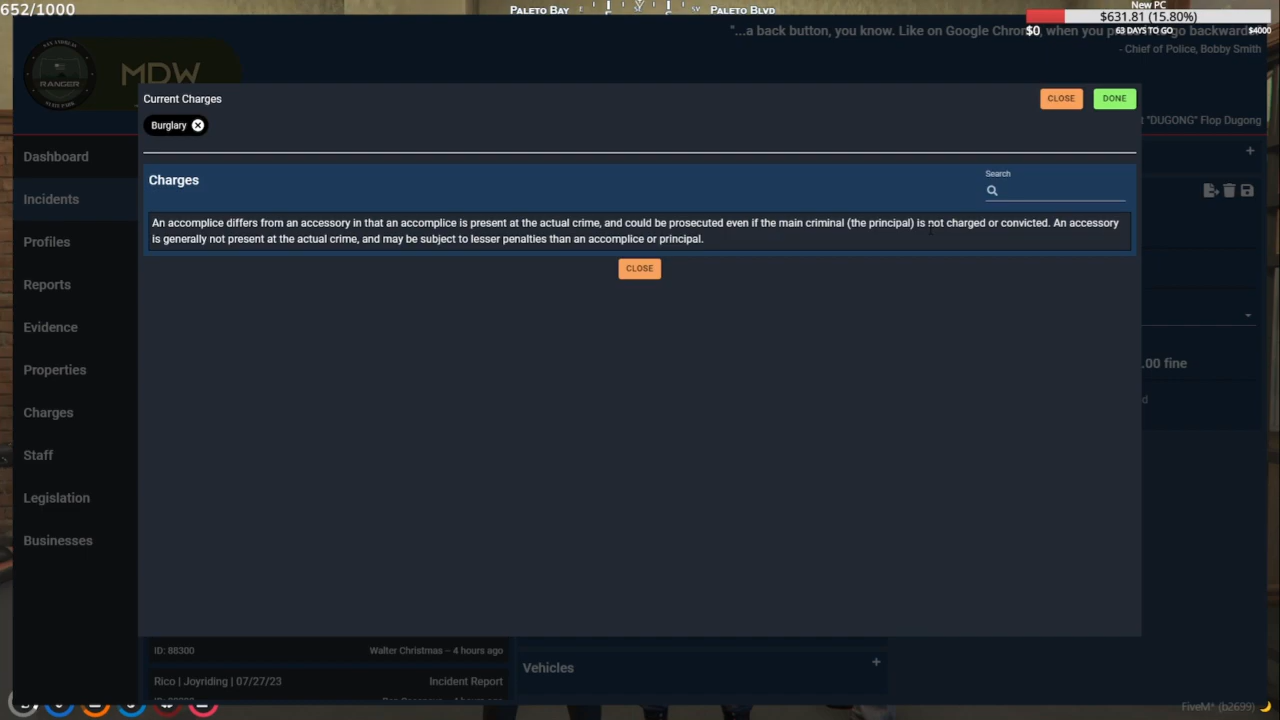 652/1000
PALETO BAY
PALETO BLVD
New PC
$631.81 (15.80%)
$0
63 DAYS TO GO
$4000
"...a back button, you know. Like on Google Chrome, when you
go backwards
- Chief of Police, Bobby Smith
RANGER
MDW
"DUGONG" Flop Dugong
Current Charges
CLOSE
DONE
Burglary
Dashboard
Incidents
Profiles
Reports
Evidence
Properties
Charges
Staff
Legislation
Businesses
Charges
Search
An accomplice differs from an accessory in that an accomplice is present at the actual crime, and could be prosecuted even if the main criminal (the principal) is not charged or convicted. An accessory
is generally not present at the actual crime, and may be subject to lesser penalties than an accomplice or principal.
CLOSE
.00 fine
ID: 88300
Walter Christmas – 4 hours ago
Rico | Joyriding | 07/27/23
Incident Report
Vehicles
FiveM* (b2699)